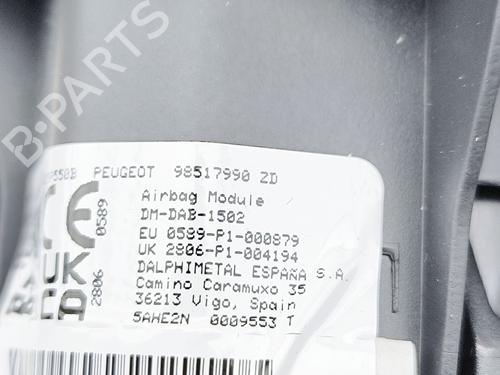 B-PARTS
PEUGEOT 98517990 ZD
Airbag Module
DM-DAB-1502
EU 0589-P1-000879
UK 2806-P1-004194
DALPHIMETAL ESPAÑA S.A.
Camino Caramuxo 35
36213 Vigo, Spain
5AHE2N 0009553 T
CE 0589
UK
CA 2806